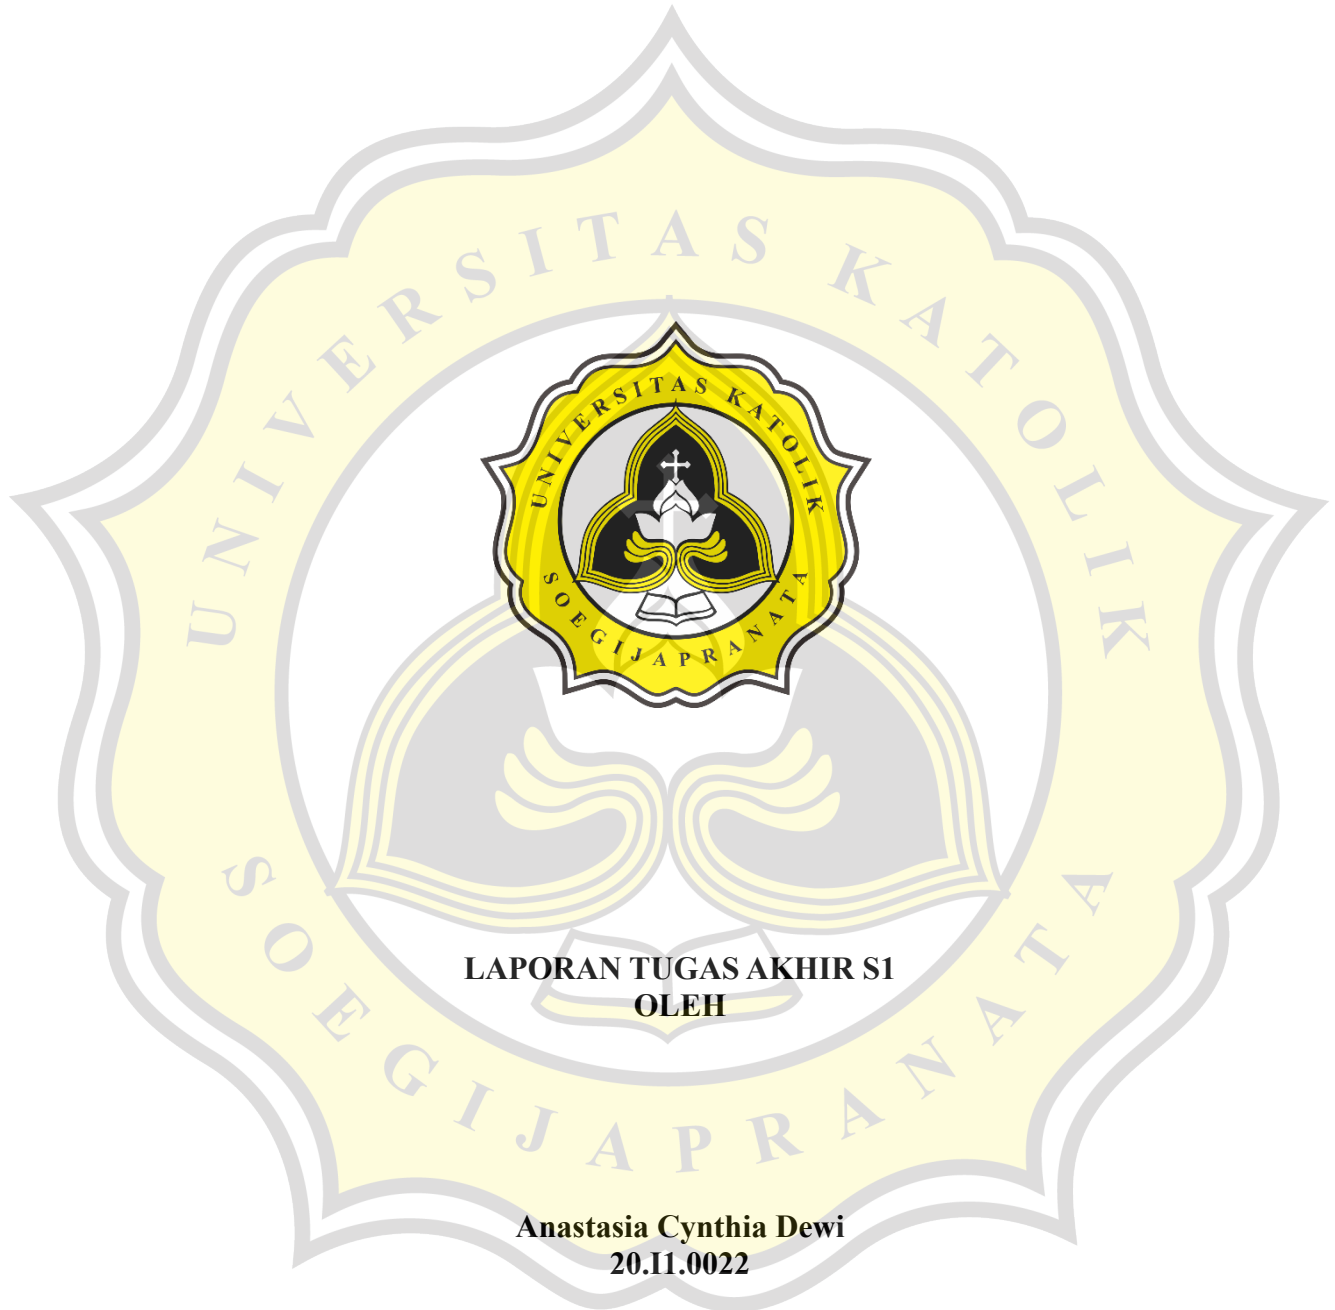 UNIVERSITAS KATOLIK
SOEGIJAPRANATA
UNIVERSITAS KATOLIK
SOEGIJAPRANATA
LAPORAN TUGAS AKHIR S1
OLEH
Anastasia Cynthia Dewi
20.I1.0022